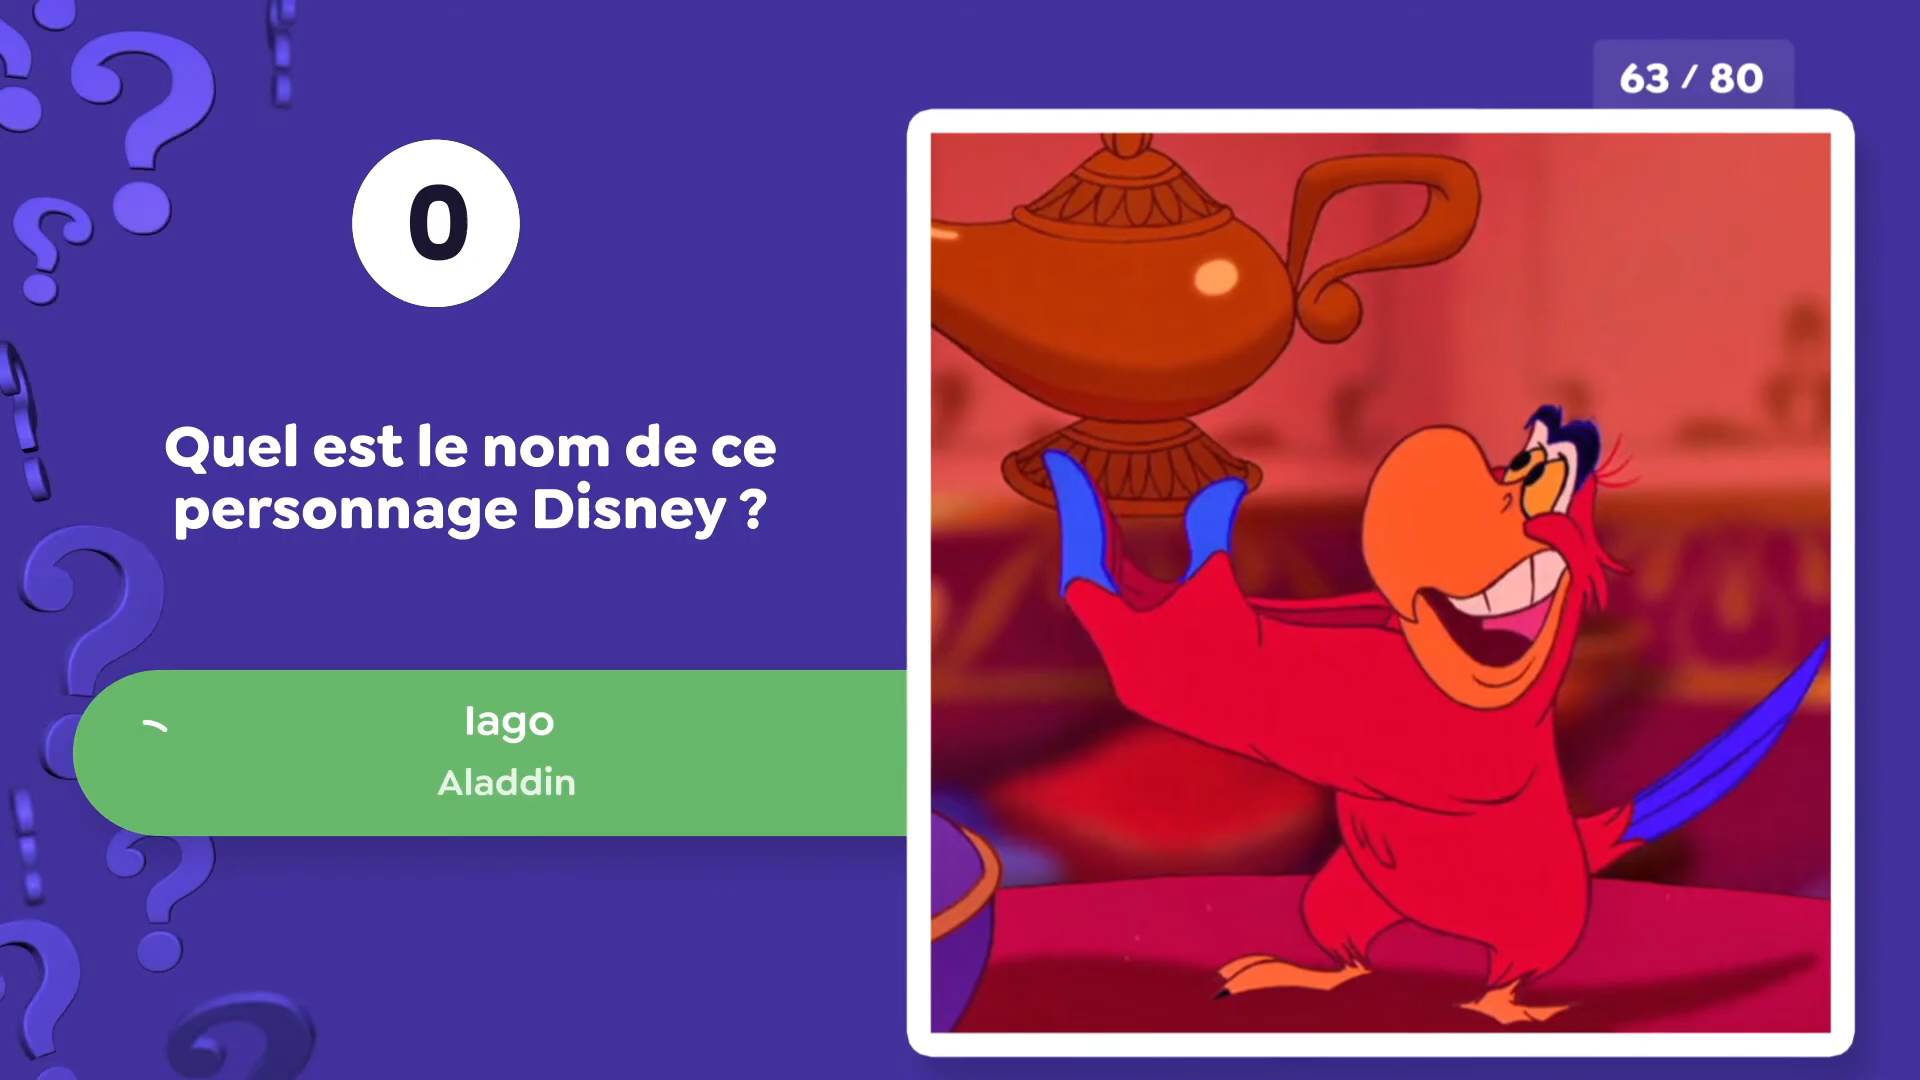 63 / 80
0
Quel est le nom de ce
personnage Disney ?
Iago
Aladdin